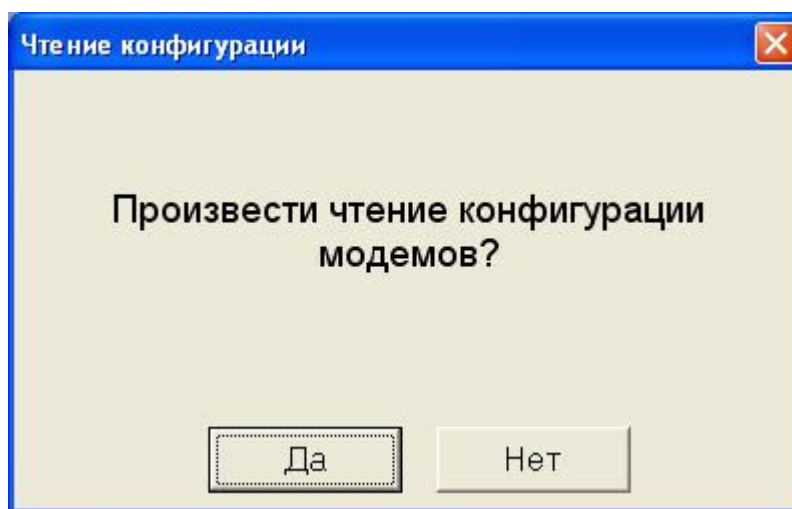 Чтение конфигурации
Произвести чтение конфигурации
модемов?
Да
Нет